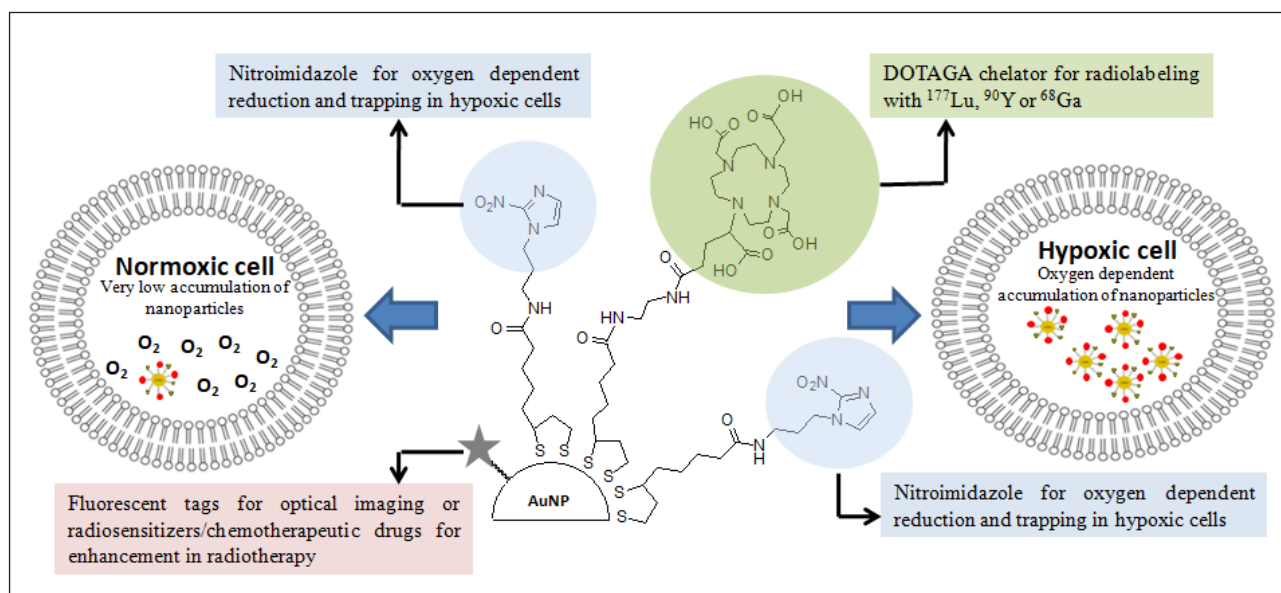 Nitroimidazole for oxygen dependent
reduction and trapping in hypoxic cells
DOTAGA chelator for radiolabeling
with ¹⁷⁷Lu, ⁹⁰Y or ⁶⁸Ga
Normoxic cell
Very low accumulation of
nanoparticles
O₂ O₂ O₂
O₂ O₂
O₂ O₂
O₂N
N
N
NH
O
S S
OH
HO O
O
O OH
N N
N N
O
OH
HO O
O
NH
HN
O
S S
O₂N
N
N
O
N
H
S
S
AuNP
Hypoxic cell
Oxygen dependent
accumulation of nanoparticles
Fluorescent tags for optical imaging or
radiosensitizers/chemotherapeutic drugs for
enhancement in radiotherapy
Nitroimidazole for oxygen dependent
reduction and trapping in hypoxic cells